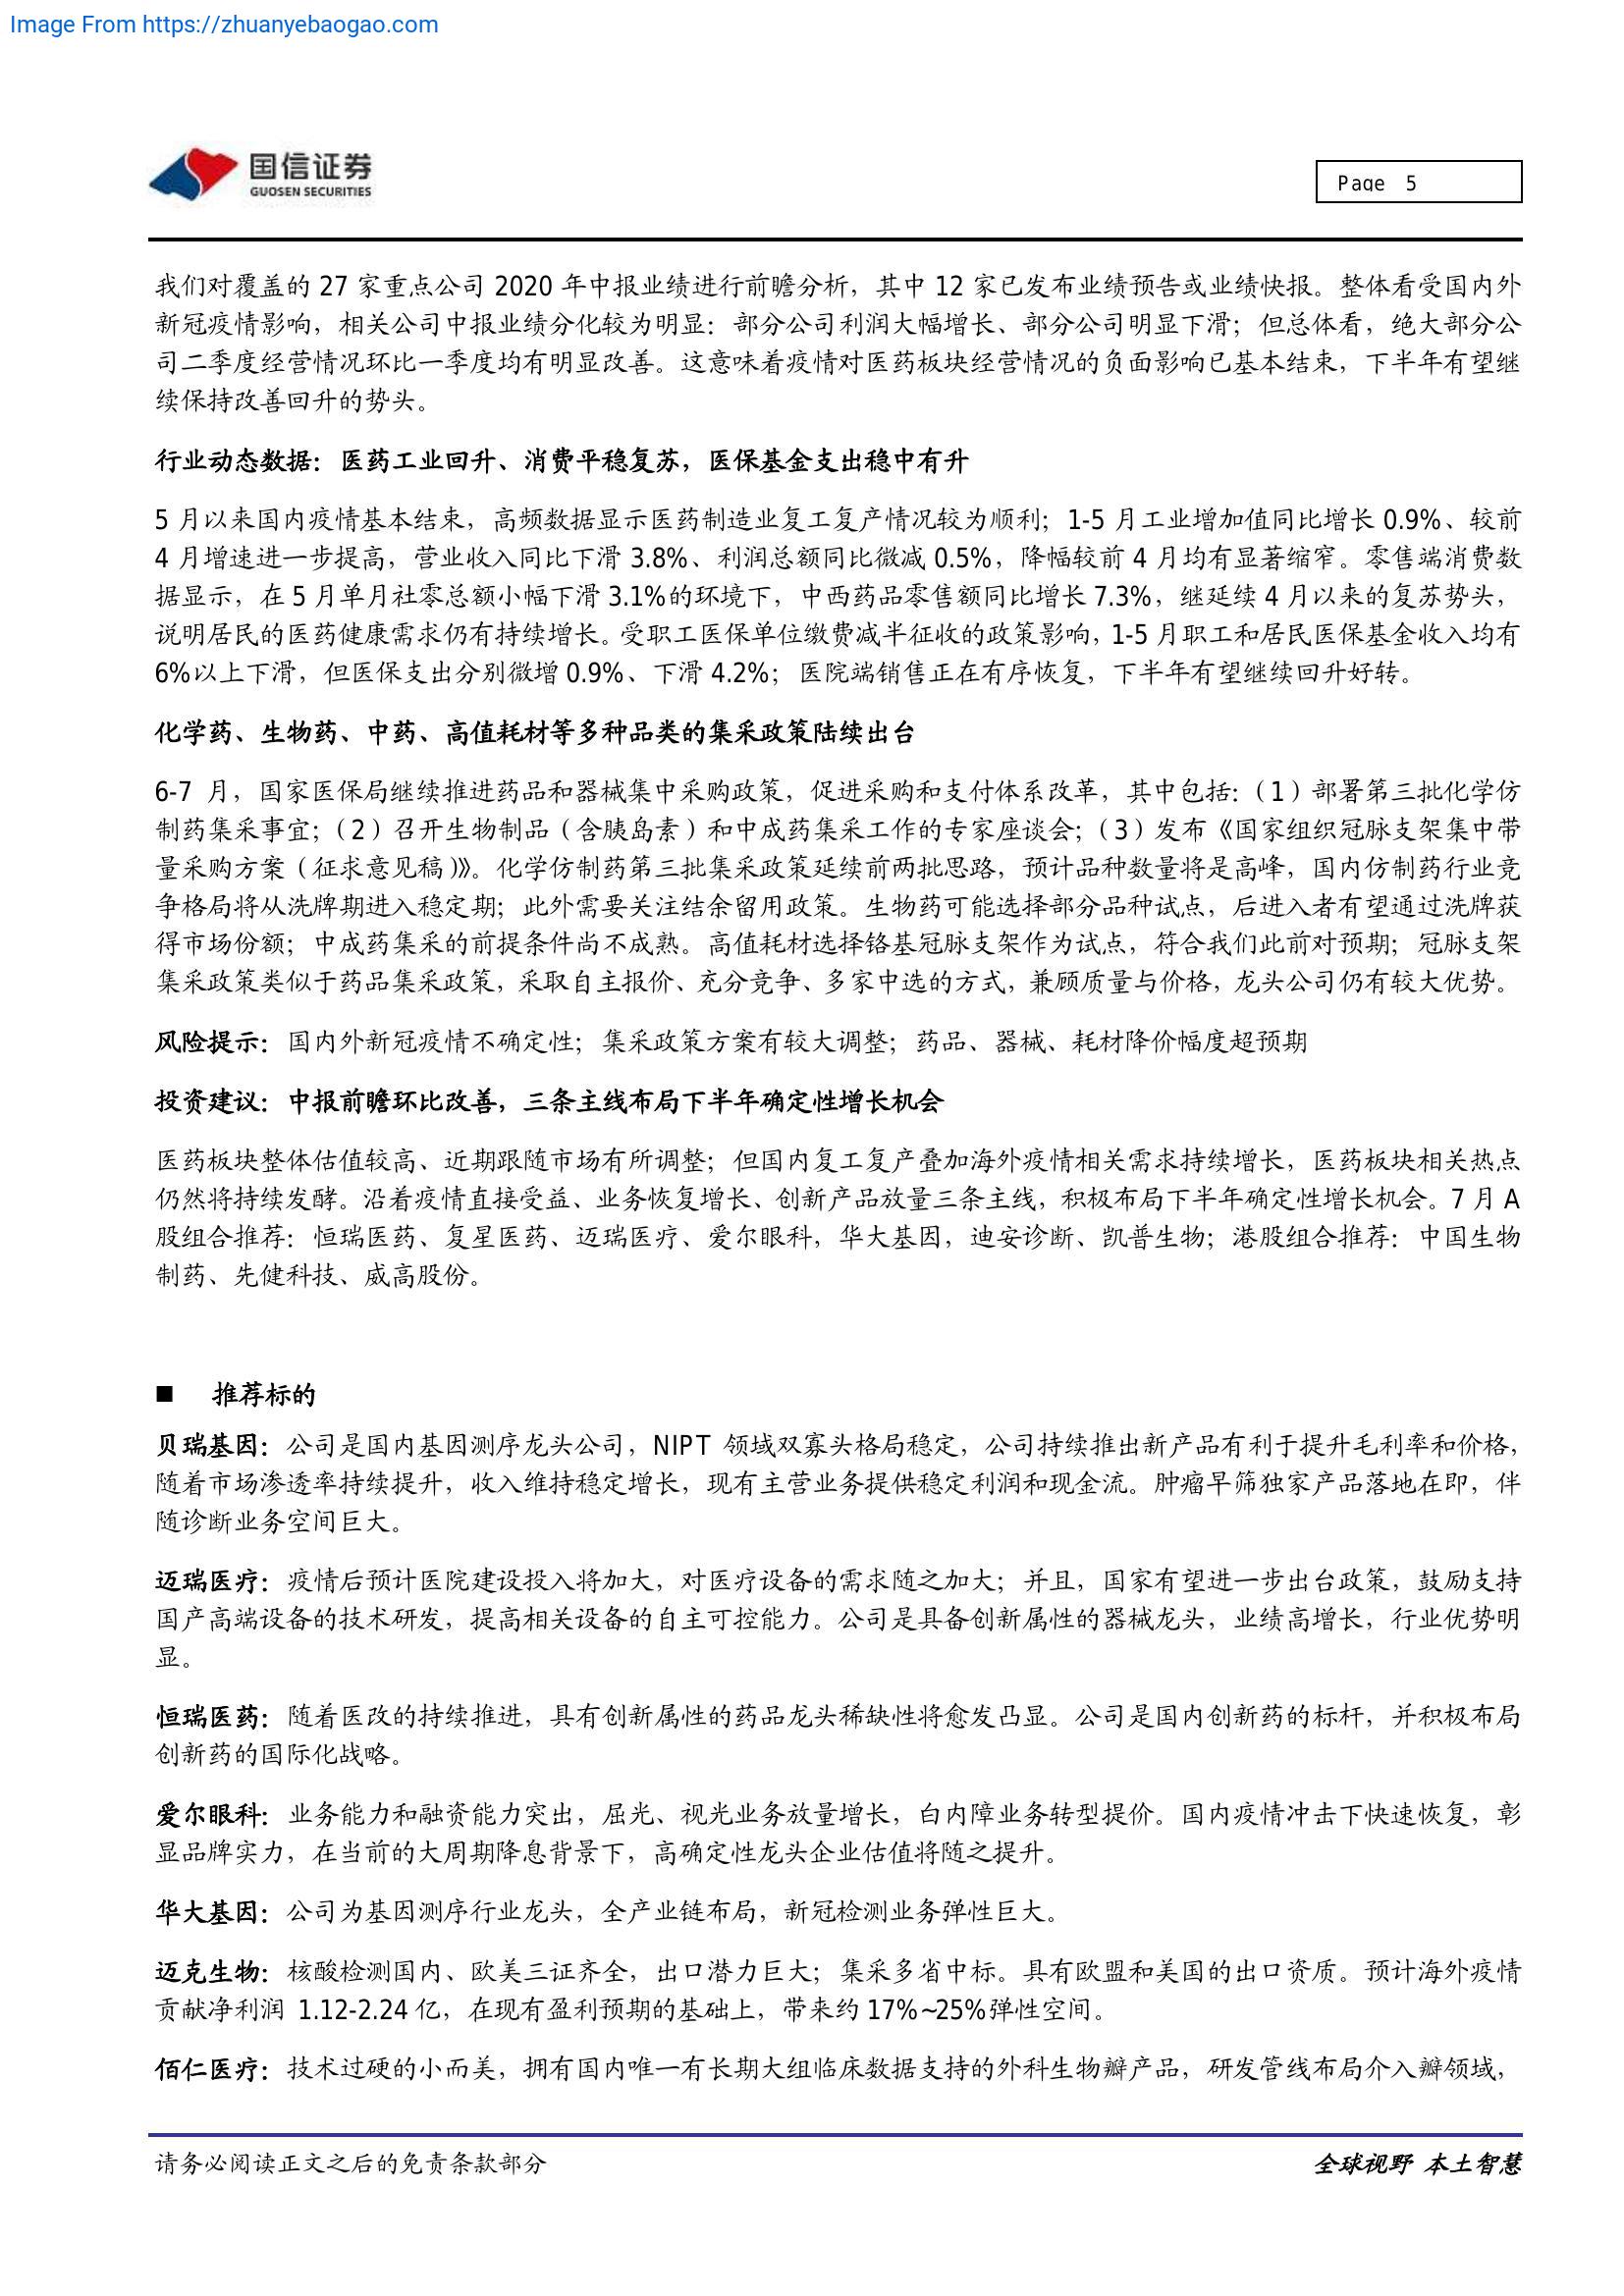 Image From https://zhuanyebaogao.com
国信证券
GUOSEN SECURITIES
Page 5
我们对覆盖的 27 家重点公司 2020 年中报业绩进行前瞻分析，其中 12 家已发布业绩预告或业绩快报。整体看受国内外
新冠疫情影响，相关公司中报业绩分化较为明显：部分公司利润大幅增长、部分公司明显下滑；但总体看，绝大部分公
司二季度经营情况环比一季度均有明显改善。这意味着疫情对医药板块经营情况的负面影响已基本结束，下半年有望继
续保持改善回升的势头。
行业动态数据：医药工业回升、消费平稳复苏，医保基金支出稳中有升
5 月以来国内疫情基本结束，高频数据显示医药制造业复工复产情况较为顺利；1-5 月工业增加值同比增长 0.9%、较前
4 月增速进一步提高，营业收入同比下滑 3.8%、利润总额同比微减 0.5%，降幅较前 4 月均有显著缩窄。零售端消费数
据显示，在 5 月单月社零总额小幅下滑 3.1%的环境下，中西药品零售额同比增长 7.3%，继延续 4 月以来的复苏势头，
说明居民的医药健康需求仍有持续增长。受职工医保单位缴费减半征收的政策影响，1-5 月职工和居民医保基金收入均有
6%以上下滑，但医保支出分别微增 0.9%、下滑 4.2%；医院端销售正在有序恢复，下半年有望继续回升好转。
化学药、生物药、中药、高值耗材等多种品类的集采政策陆续出台
6-7 月，国家医保局继续推进药品和器械集中采购政策，促进采购和支付体系改革，其中包括：（1）部署第三批化学仿
制药集采事宜；（2）召开生物制品（含胰岛素）和中成药集采工作的专家座谈会；（3）发布《国家组织冠脉支架集中带
量采购方案（征求意见稿）》。化学仿制药第三批集采政策延续前两批思路，预计品种数量将是高峰，国内仿制药行业竞
争格局将从洗牌期进入稳定期；此外需要关注结余留用政策。生物药可能选择部分品种试点，后进入者有望通过洗牌获
得市场份额；中成药集采的前提条件尚不成熟。高值耗材选择铬基冠脉支架作为试点，符合我们此前对预期；冠脉支架
集采政策类似于药品集采政策，采取自主报价、充分竞争、多家中选的方式，兼顾质量与价格，龙头公司仍有较大优势。
风险提示：国内外新冠疫情不确定性；集采政策方案有较大调整；药品、器械、耗材降价幅度超预期
投资建议：中报前瞻环比改善，三条主线布局下半年确定性增长机会
医药板块整体估值较高、近期跟随市场有所调整；但国内复工复产叠加海外疫情相关需求持续增长，医药板块相关热点
仍然将持续发酵。沿着疫情直接受益、业务恢复增长、创新产品放量三条主线，积极布局下半年确定性增长机会。7 月 A
股组合推荐：恒瑞医药、复星医药、迈瑞医疗、爱尔眼科，华大基因，迪安诊断、凯普生物；港股组合推荐：中国生物
制药、先健科技、威高股份。
■ 推荐标的
贝瑞基因：公司是国内基因测序龙头公司，NIPT 领域双寡头格局稳定，公司持续推出新产品有利于提升毛利率和价格，
随着市场渗透率持续提升，收入维持稳定增长，现有主营业务提供稳定利润和现金流。肿瘤早筛独家产品落地在即，伴
随诊断业务空间巨大。
迈瑞医疗：疫情后预计医院建设投入将加大，对医疗设备的需求随之加大；并且，国家有望进一步出台政策，鼓励支持
国产高端设备的技术研发，提高相关设备的自主可控能力。公司是具备创新属性的器械龙头，业绩高增长，行业优势明
显。
恒瑞医药：随着医改的持续推进，具有创新属性的药品龙头稀缺性将愈发凸显。公司是国内创新药的标杆，并积极布局
创新药的国际化战略。
爱尔眼科：业务能力和融资能力突出，屈光、视光业务放量增长，白内障业务转型提价。国内疫情冲击下快速恢复，彰
显品牌实力，在当前的大周期降息背景下，高确定性龙头企业估值将随之提升。
华大基因：公司为基因测序行业龙头，全产业链布局，新冠检测业务弹性巨大。
迈克生物：核酸检测国内、欧美三证齐全，出口潜力巨大；集采多省中标。具有欧盟和美国的出口资质。预计海外疫情
贡献净利润 1.12-2.24 亿，在现有盈利预期的基础上，带来约 17%~25%弹性空间。
佰仁医疗：技术过硬的小而美，拥有国内唯一有长期大组临床数据支持的外科生物瓣产品，研发管线布局介入瓣领域，
请务必阅读正文之后的免责条款部分
全球视野 本土智慧